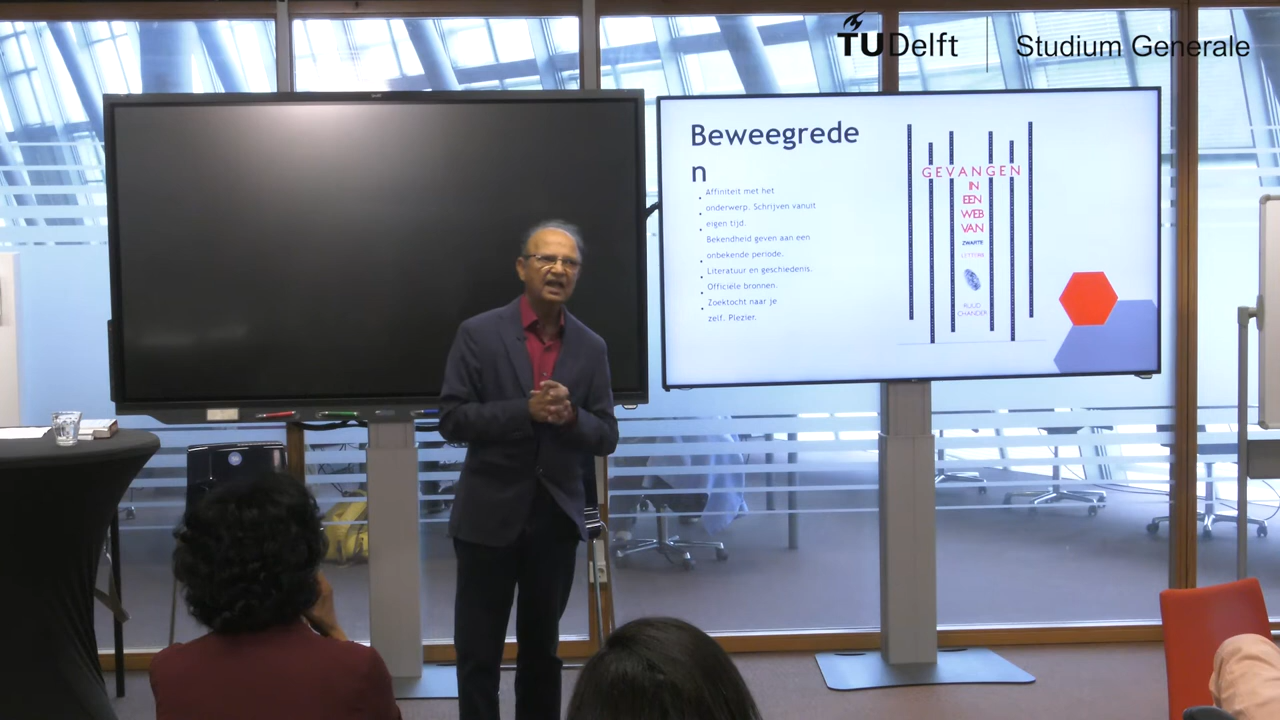 TU Delft
Studium Generale
Beweegrede
n
Affiniteit met het
onderwerp. Schrijven vanuit
eigen tijd.
Bekendheid geven aan een
onbekende periode.
Literatuur en geschiedenis.
Officiële bronnen.
Zoektocht naar je
zelf. Plezier.
GEVANGEN
IN
EEN
WEB
VAN
ZWARTE
LETTERS
RUUD
CHANDER